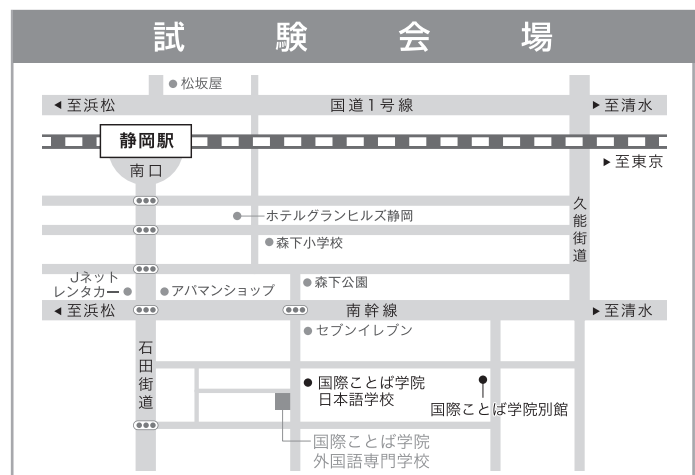 試験会場
松坂屋
◀至浜松
国道1号線
▶至清水
静岡駅
南口
▶至東京
久能街道
ホテルグランヒルズ静岡
森下小学校
Jネット
レンタカー
アパマンショップ
森下公園
◀至浜松
南幹線
▶至清水
セブンイレブン
石田街道
国際ことば学院
日本語学校
国際ことば学院別館
国際ことば学院
外国語専門学校